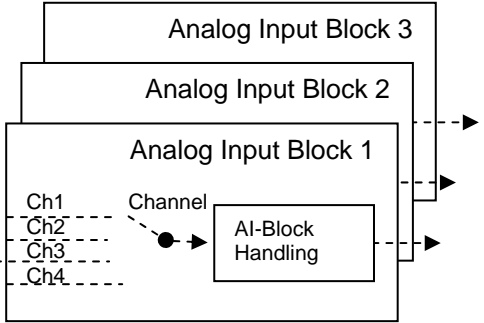 Analog Input Block 3
Analog Input Block 2
Analog Input Block 1
Ch1
Channel
Ch2
AI-Block
Ch3
Handling
Ch4